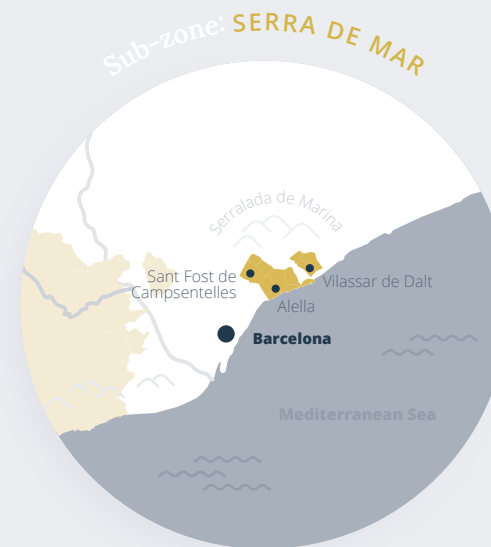 Sub-zone: SERRA DE MAR
Serralada de Marina
Sant Fost de
Campsentelles
Vilassar de Dalt
Alella
Barcelona
Mediterranean Sea